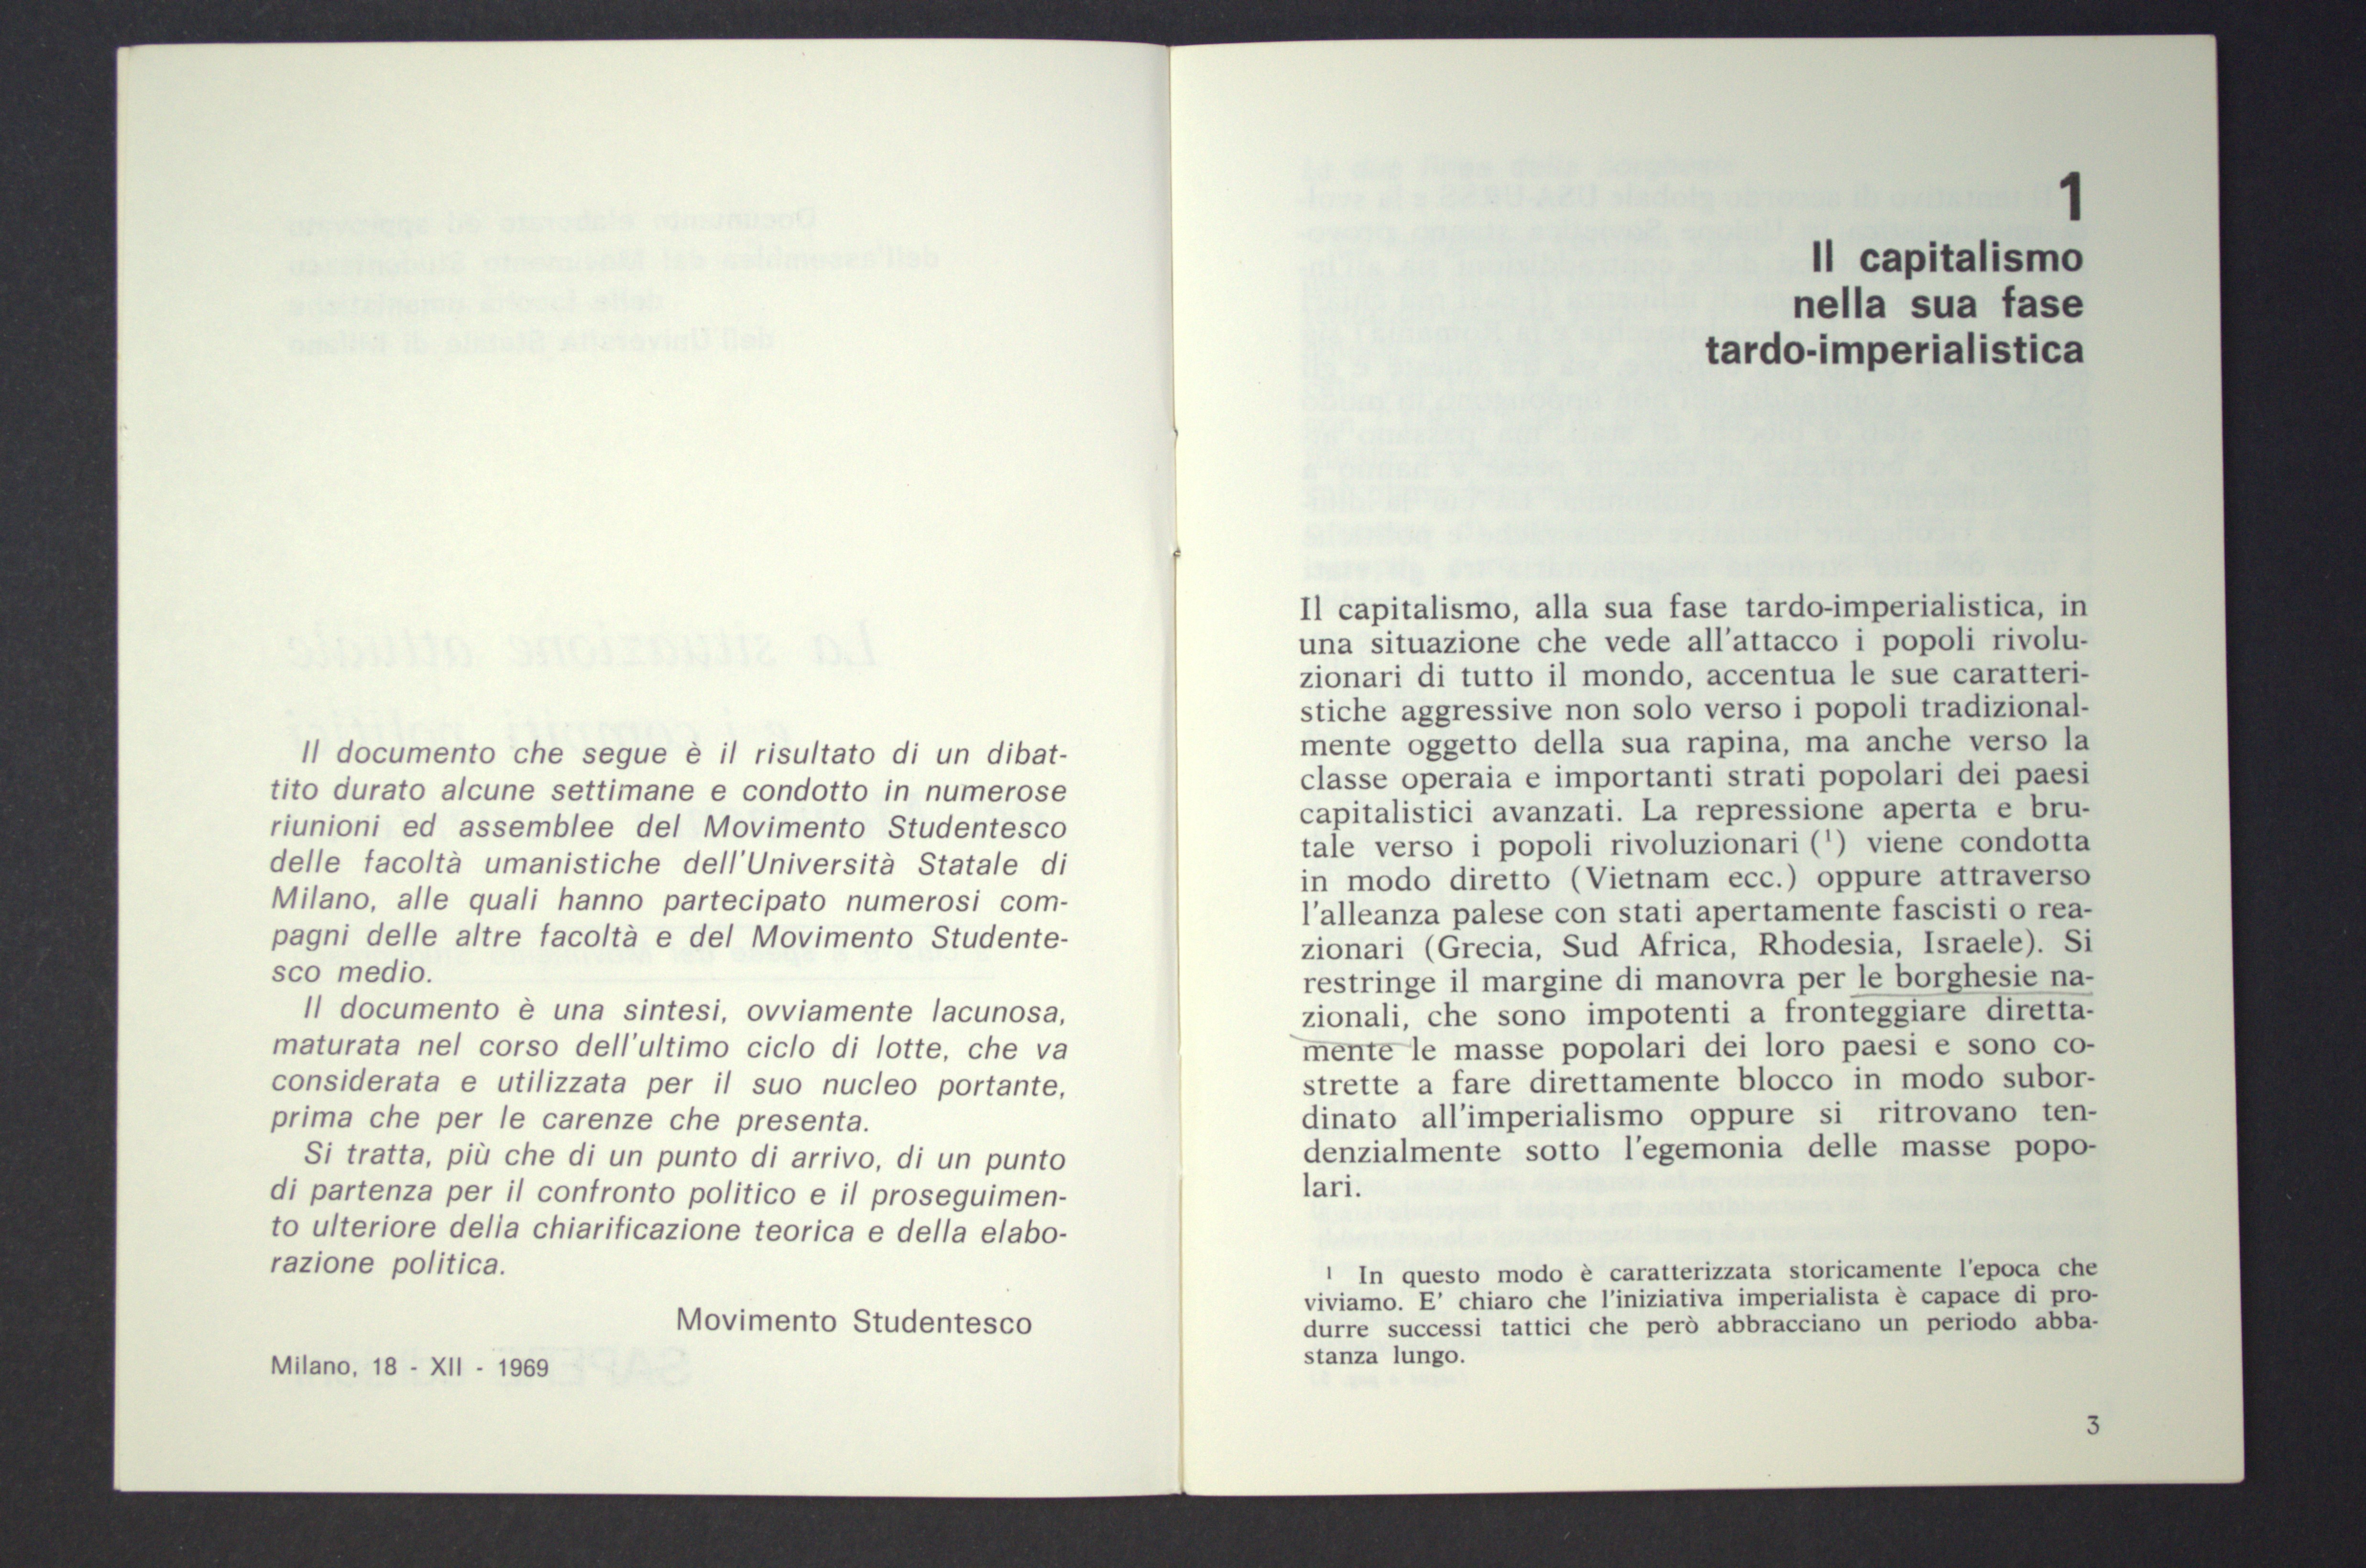 Il documento che segue è il risultato di un dibat-
tito durato alcune settimane e condotto in numerose
riunioni ed assemblee del Movimento Studentesco
delle facoltà umanistiche dell'Università Statale di
Milano, alle quali hanno partecipato numerosi com-
pagni delle altre facoltà e del Movimento Studente-
sco medio.
Il documento è una sintesi, ovviamente lacunosa,
maturata nel corso dell'ultimo ciclo di lotte, che va
considerata e utilizzata per il suo nucleo portante,
prima che per le carenze che presenta.
Si tratta, più che di un punto di arrivo, di un punto
di partenza per il confronto politico e il proseguimen-
to ulteriore della chiarificazione teorica e della elabo-
razione politica.
Movimento Studentesco
Milano, 18 - XII - 1969
1
Il capitalismo
nella sua fase
tardo-imperialistica
Il capitalismo, alla sua fase tardo-imperialistica, in
una situazione che vede all'attacco i popoli rivolu-
zionari di tutto il mondo, accentua le sue caratteri-
stiche aggressive non solo verso i popoli tradizional-
mente oggetto della sua rapina, ma anche verso la
classe operaia e importanti strati popolari dei paesi
capitalistici avanzati. La repressione aperta e bru-
tale verso i popoli rivoluzionari (¹) viene condotta
in modo diretto (Vietnam ecc.) oppure attraverso
l'alleanza palese con stati apertamente fascisti o rea-
zionari (Grecia, Sud Africa, Rhodesia, Israele). Si
restringe il margine di manovra per le borghesie na-
zionali, che sono impotenti a fronteggiare diretta-
mente le masse popolari dei loro paesi e sono co-
strette a fare direttamente blocco in modo subor-
dinato all'imperialismo oppure si ritrovano ten-
denzialmente sotto l'egemonia delle masse popo-
lari.
¹ In questo modo è caratterizzata storicamente l'epoca che
viviamo. E' chiaro che l'iniziativa imperialista è capace di pro-
durre successi tattici che però abbracciano un periodo abba-
stanza lungo.
3